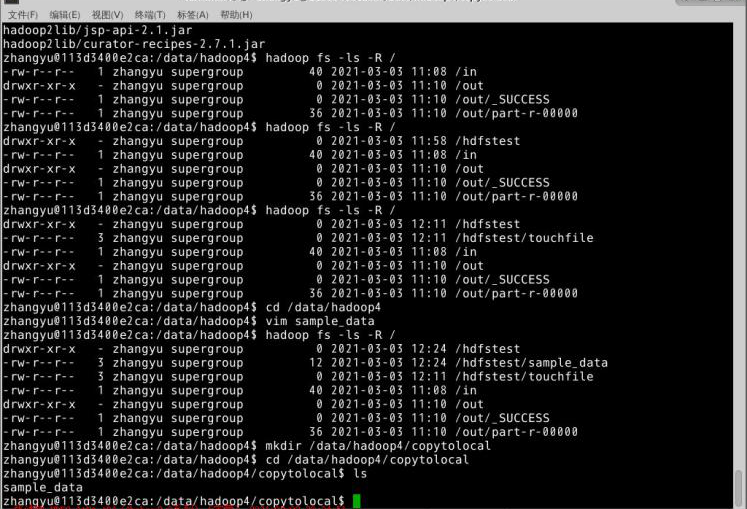 文件(F) 编辑(E) 视图(V) 终端(T) 标签(A) 帮助(H)
hadoop2lib/jsp-api-2.1.jar
hadoop2lib/curator-recipes-2.7.1.jar
zhangyu@113d3400e2ca:/data/hadoop4$ hadoop fs -ls -R /
-rw-r--r--   1 zhangyu supergroup         40 2021-03-03 11:08 /in
drwxr-xr-x   - zhangyu supergroup          0 2021-03-03 11:10 /out
-rw-r--r--   1 zhangyu supergroup          0 2021-03-03 11:10 /out/_SUCCESS
-rw-r--r--   1 zhangyu supergroup         36 2021-03-03 11:10 /out/part-r-00000
zhangyu@113d3400e2ca:/data/hadoop4$ hadoop fs -ls -R /
drwxr-xr-x   - zhangyu supergroup          0 2021-03-03 11:58 /hdfstest
-rw-r--r--   1 zhangyu supergroup         40 2021-03-03 11:08 /in
drwxr-xr-x   - zhangyu supergroup          0 2021-03-03 11:10 /out
-rw-r--r--   1 zhangyu supergroup          0 2021-03-03 11:10 /out/_SUCCESS
-rw-r--r--   1 zhangyu supergroup         36 2021-03-03 11:10 /out/part-r-00000
zhangyu@113d3400e2ca:/data/hadoop4$ hadoop fs -ls -R /
drwxr-xr-x   - zhangyu supergroup          0 2021-03-03 12:11 /hdfstest
-rw-r--r--   3 zhangyu supergroup          0 2021-03-03 12:11 /hdfstest/touchfile
-rw-r--r--   1 zhangyu supergroup         40 2021-03-03 11:08 /in
drwxr-xr-x   - zhangyu supergroup          0 2021-03-03 11:10 /out
-rw-r--r--   1 zhangyu supergroup          0 2021-03-03 11:10 /out/_SUCCESS
-rw-r--r--   1 zhangyu supergroup         36 2021-03-03 11:10 /out/part-r-00000
zhangyu@113d3400e2ca:/data/hadoop4$ cd /data/hadoop4
zhangyu@113d3400e2ca:/data/hadoop4$ vim sample_data
zhangyu@113d3400e2ca:/data/hadoop4$ hadoop fs -ls -R /
drwxr-xr-x   - zhangyu supergroup          0 2021-03-03 12:24 /hdfstest
-rw-r--r--   3 zhangyu supergroup         12 2021-03-03 12:24 /hdfstest/sample_data
-rw-r--r--   3 zhangyu supergroup          0 2021-03-03 12:11 /hdfstest/touchfile
-rw-r--r--   1 zhangyu supergroup         40 2021-03-03 11:08 /in
drwxr-xr-x   - zhangyu supergroup          0 2021-03-03 11:10 /out
-rw-r--r--   1 zhangyu supergroup          0 2021-03-03 11:10 /out/_SUCCESS
-rw-r--r--   1 zhangyu supergroup         36 2021-03-03 11:10 /out/part-r-00000
zhangyu@113d3400e2ca:/data/hadoop4$ mkdir /data/hadoop4/copytolocal
zhangyu@113d3400e2ca:/data/hadoop4$ cd /data/hadoop4/copytolocal
zhangyu@113d3400e2ca:/data/hadoop4/copytolocal$ ls
sample_data
zhangyu@113d3400e2ca:/data/hadoop4/copytolocal$